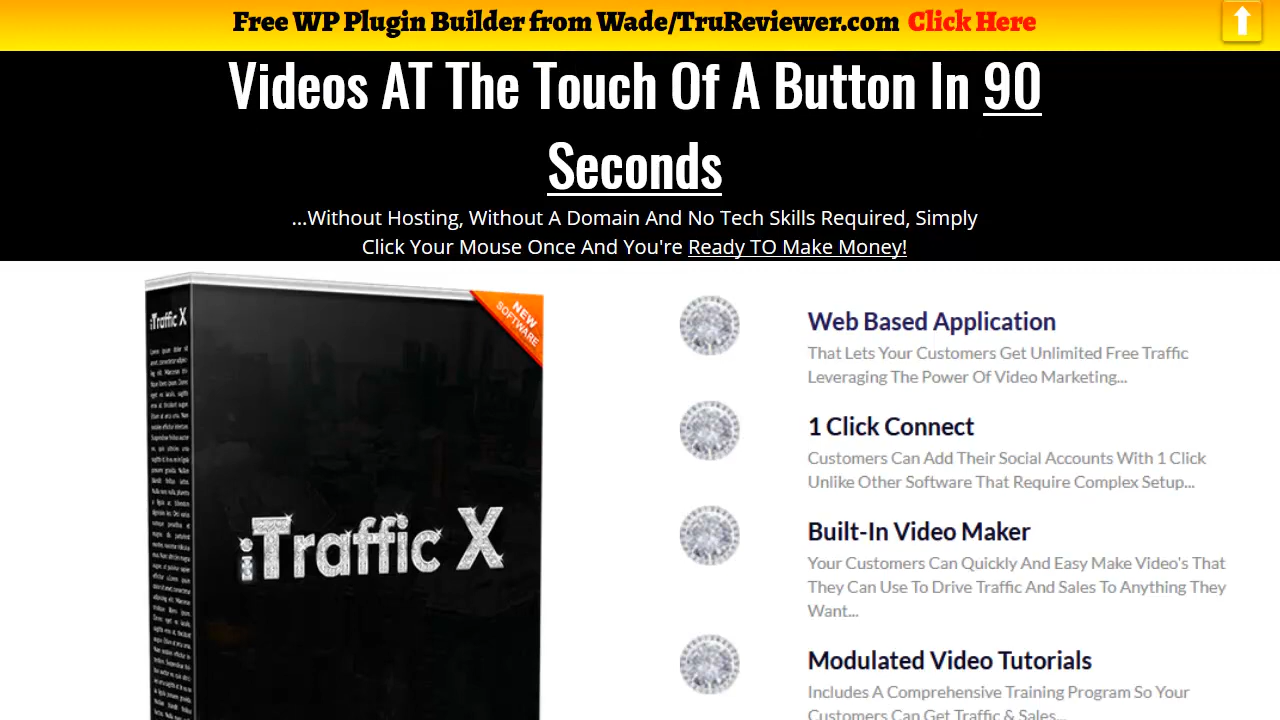 Free WP Plugin Builder from Wade/TruReviewer.com Click Here
Videos AT The Touch Of A Button In 90
Seconds
...Without Hosting, Without A Domain And No Tech Skills Required, Simply
Click Your Mouse Once And You're Ready TO Make Money!
iTraffic X
NEW
SOFTWARE
iTraffic X
Web Based Application
That Lets Your Customers Get Unlimited Free Traffic
Leveraging The Power Of Video Marketing...
1 Click Connect
Customers Can Add Their Social Accounts With 1 Click
Unlike Other Software That Require Complex Setup...
Built-In Video Maker
Your Customers Can Quickly And Easy Make Video's That
They Can Use To Drive Traffic And Sales To Anything They
Want...
Modulated Video Tutorials
Includes A Comprehensive Training Program So Your
Customers Can Get Traffic & Sales...